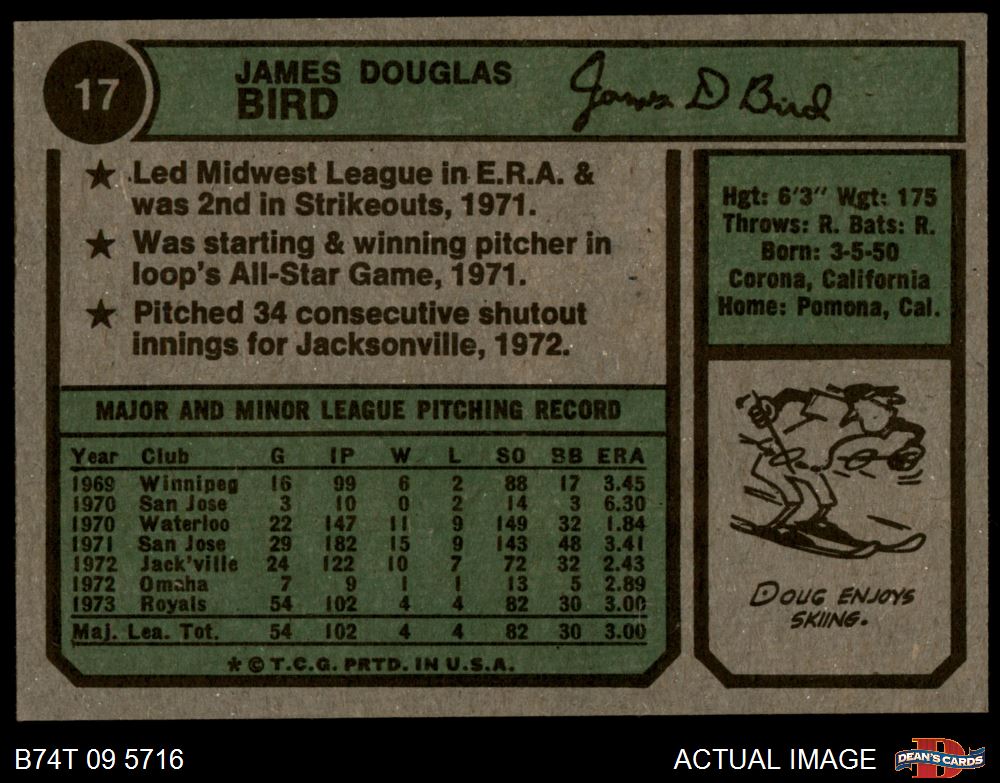 17
JAMES DOUGLAS
BIRD
James D Bird
★ Led Midwest League in E.R.A. &
was 2nd in Strikeouts, 1971.
★ Was starting & winning pitcher in
loop's All-Star Game, 1971.
★ Pitched 34 consecutive shutout
innings for Jacksonville, 1972.
Hgt: 6'3" Wgt: 175
Throws: R. Bats: R.
Born: 3-5-50
Corona, California
Home: Pomona, Cal.
MAJOR AND MINOR LEAGUE PITCHING RECORD
Year Club G IP W L SO BB ERA
1969 Winnipeg 16 99 6 2 88 17 3.45
1970 San Jose 3 10 0 2 14 3 6.30
1970 Waterloo 22 147 11 9 149 32 1.84
1971 San Jose 29 182 15 9 143 48 3.41
1972 Jack'ville 24 122 10 7 72 32 2.43
1972 Omaha 7 9 1 1 13 5 2.89
1973 Royals 54 102 4 4 82 30 3.00
Maj. Lea. Tot. 54 102 4 4 82 30 3.00
* © T.C.G. PRTD. IN U.S.A.
DOUG ENJOYS
SKIING.
B74T 09 5716
ACTUAL IMAGE
DEAN'S CARDS